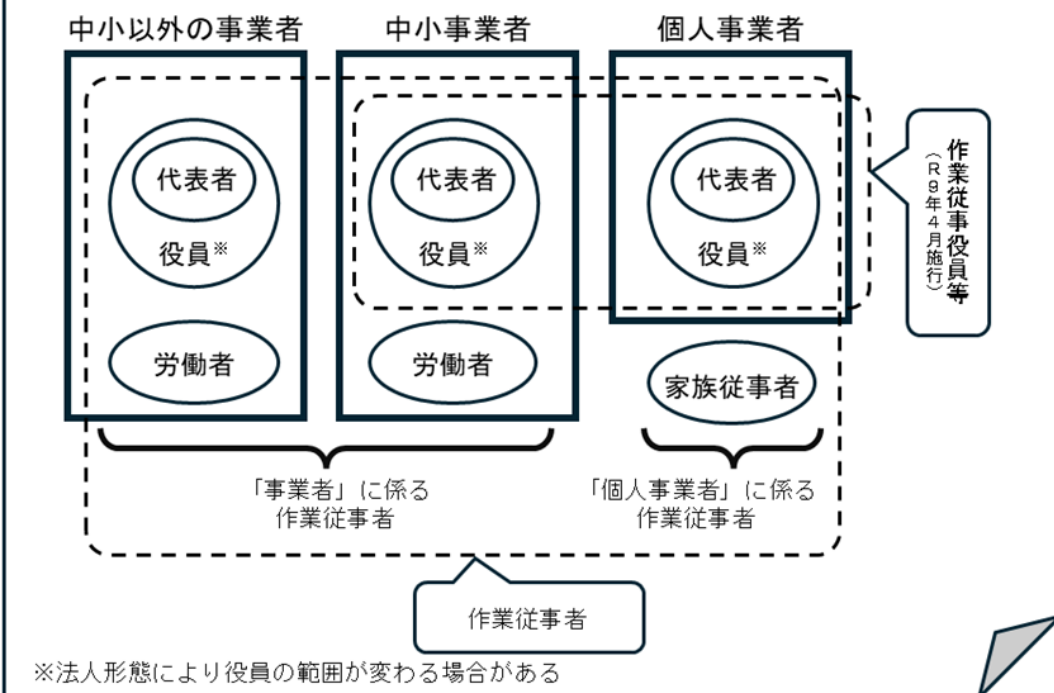 中小以外の事業者
中小事業者
個人事業者
代表者
役員※
労働者
代表者
役員※
労働者
代表者
役員※
家族従事者
作業従事役員等
（R9年4月施行）
「事業者」に係る
作業従事者
「個人事業者」に係る
作業従事者
作業従事者
※法人形態により役員の範囲が変わる場合がある